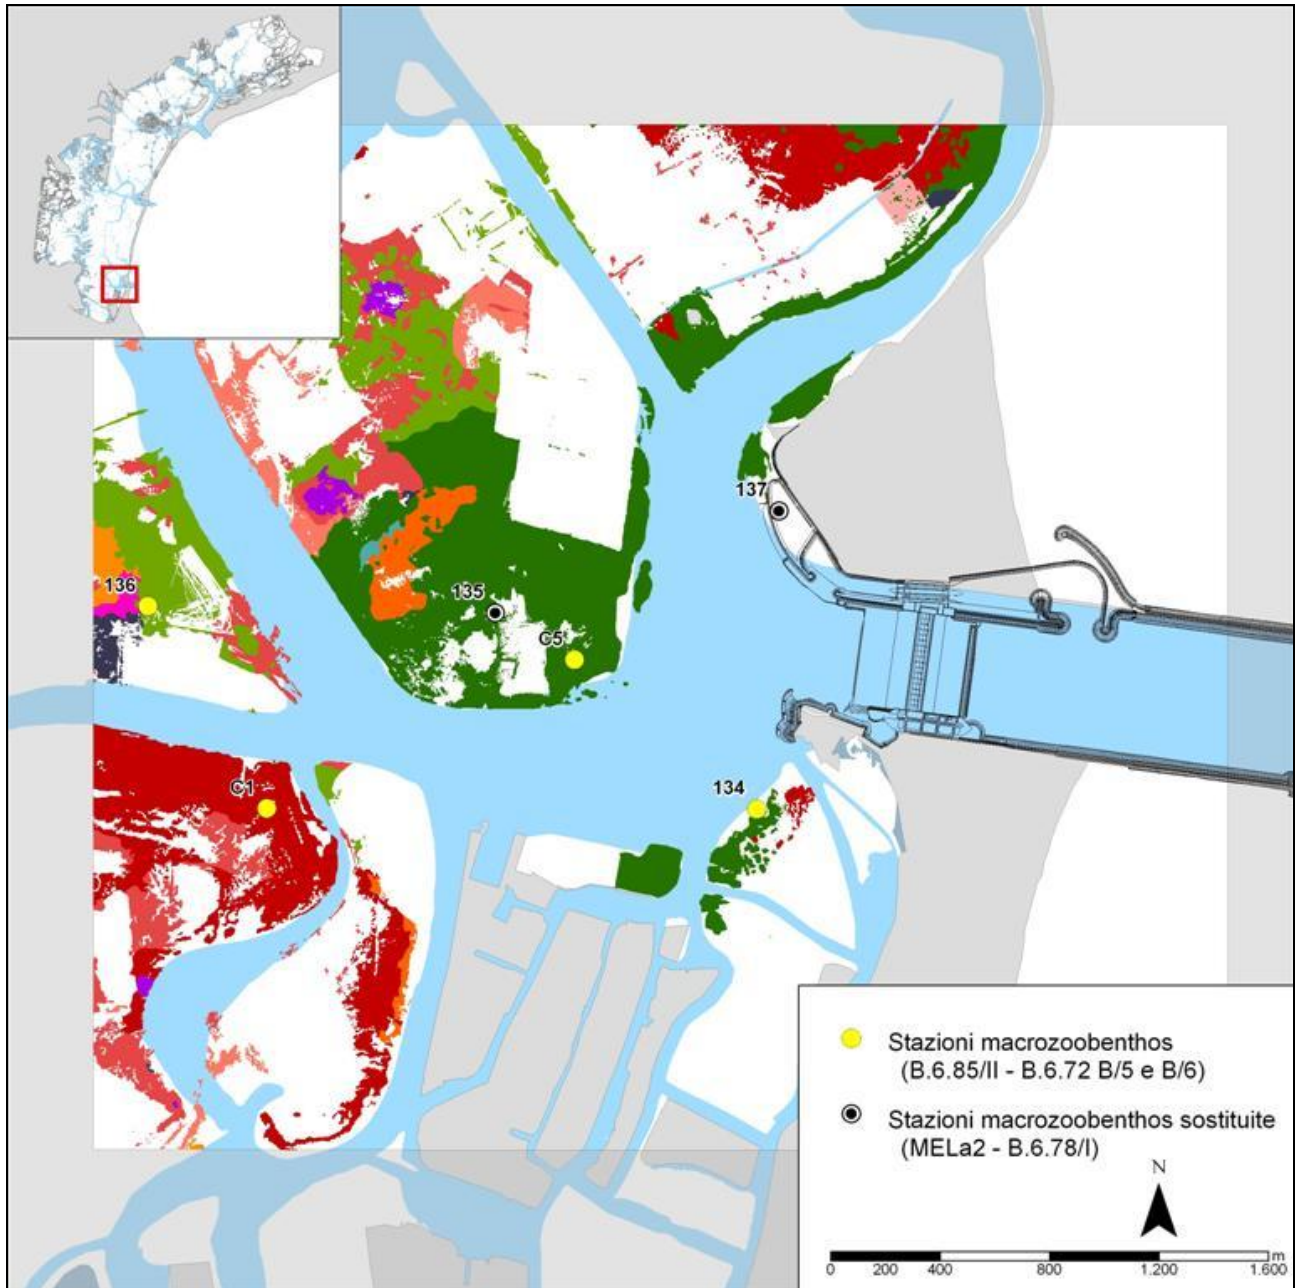 137
136
135
C5
C1
134
Stazioni macrozoobenthos
(B.6.85/II - B.6.72 B/5 e B/6)
Stazioni macrozoobenthos sostituite
(MELa2 - B.6.78/I)
N
m
0 200 400 800 1.200 1.600